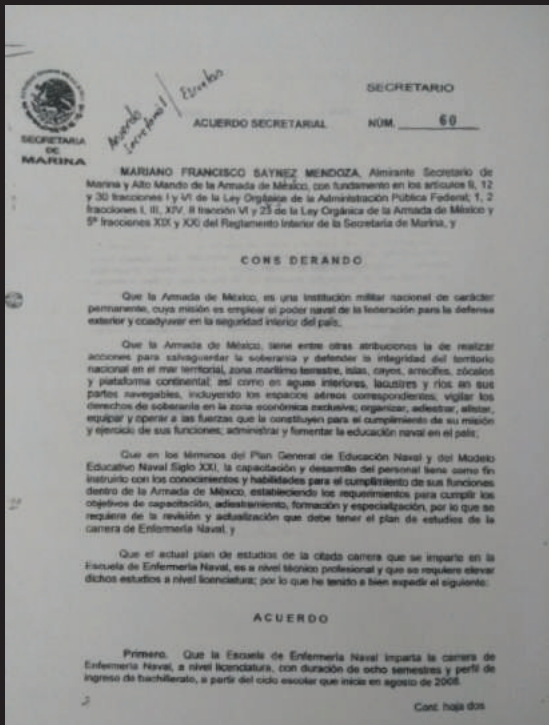 SECRETARIO
Acuerdo Secretarial / Escuelas
ACUERDO SECRETARIAL NÚM. 60
SECRETARIA
DE
MARINA
MARIANO FRANCISCO SAYNEZ MENDOZA, Almirante Secretario de
Marina y Alto Mando de la Armada de México, con fundamento en los artículos 12
y 30 fracciones I y VI de la Ley Orgánica de la Administración Pública Federal; 1, 2
fracciones I, III, XIV, fracción VI y 23 de la Ley Orgánica de la Armada de México y
5º fracciones XIX y XXI del Reglamento Interior de la Secretaría de Marina, y
CONS DERANDO
Que la Armada de México, es una Institución militar nacional de carácter
permanente, cuya misión es emplear el poder naval de la federación para la defensa
exterior y coadyuvar en la seguridad interior del país;
Que la Armada de México, tiene entre otras atribuciones la de realizar
acciones para salvaguardar la soberanía y defender la integridad del territorio
nacional en el mar territorial, zona marítimo terrestre, islas, cayos, arrecifes, zócalos
y plataforma continental; así como en aguas interiores, lacustres y ríos en sus
partes navegables, incluyendo los espacios aéreos correspondientes; vigilar los
derechos de soberanía en la zona económica exclusiva; organizar, adiestrar, alistar,
equipar y operar a las fuerzas que la constituyen para el cumplimiento de su misión
y ejercicio de sus funciones; administrar y fomentar la educación naval en el país;
Que en los términos del Plan General de Educación Naval y del Modelo
Educativo Naval Siglo XXI, la capacitación y desarrollo del personal tiene como fin
instruirlo con los conocimientos y habilidades para el cumplimiento de sus funciones
dentro de la Armada de México, estableciendo los requerimientos para cumplir los
objetivos de capacitación, adiestramiento, formación y especialización, por lo que se
requiere de la revisión y actualización que debe tener el plan de estudios de la
carrera de Enfermería Naval, y
Que el actual plan de estudios de la citada carrera que se imparte en la
Escuela de Enfermería Naval, es a nivel técnico profesional y que se requiere elevar
dichos estudios a nivel licenciatura; por lo que he tenido a bien expedir el siguiente:
ACUERDO
Primero. Que la Escuela de Enfermería Naval imparta la carrera de
Enfermería Naval, a nivel licenciatura, con duración de ocho semestres y perfil de
ingreso de bachillerato, a partir del ciclo escolar que inicia en agosto de 2008.
Cont. hoja dos